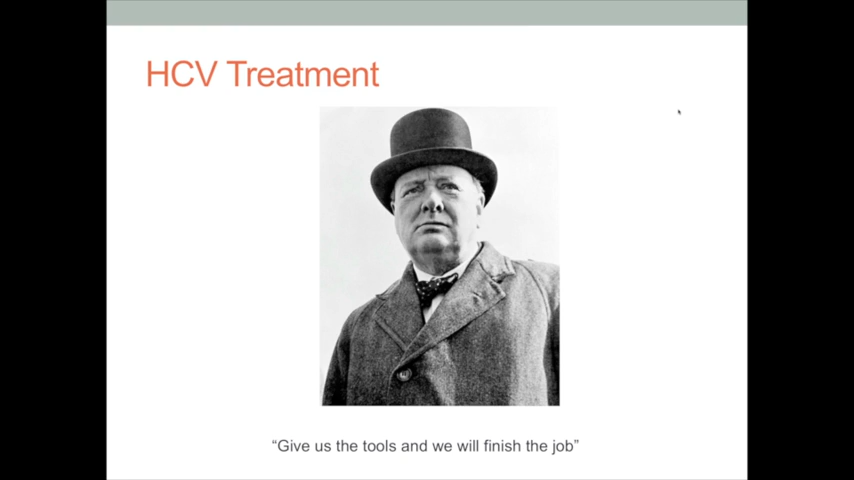 HCV Treatment
“Give us the tools and we will finish the job”